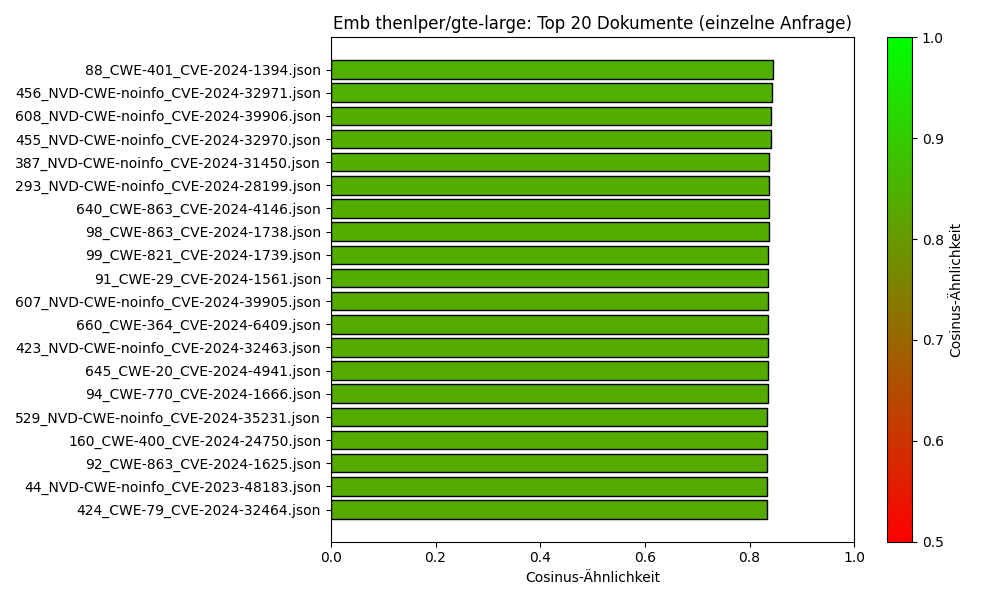 Emb thenlper/gte-large: Top 20 Dokumente (einzelne Anfrage)
88_CWE-401_CVE-2024-1394.json
456_NVD-CWE-noinfo_CVE-2024-32971.json
608_NVD-CWE-noinfo_CVE-2024-39906.json
455_NVD-CWE-noinfo_CVE-2024-32970.json
387_NVD-CWE-noinfo_CVE-2024-31450.json
293_NVD-CWE-noinfo_CVE-2024-28199.json
640_CWE-863_CVE-2024-4146.json
98_CWE-863_CVE-2024-1738.json
99_CWE-821_CVE-2024-1739.json
91_CWE-29_CVE-2024-1561.json
607_NVD-CWE-noinfo_CVE-2024-39905.json
660_CWE-364_CVE-2024-6409.json
423_NVD-CWE-noinfo_CVE-2024-32463.json
645_CWE-20_CVE-2024-4941.json
94_CWE-770_CVE-2024-1666.json
529_NVD-CWE-noinfo_CVE-2024-35231.json
160_CWE-400_CVE-2024-24750.json
92_CWE-863_CVE-2024-1625.json
44_NVD-CWE-noinfo_CVE-2023-48183.json
424_CWE-79_CVE-2024-32464.json
0.0 0.2 0.4 0.6 0.8 1.0
Cosinus-Ähnlichkeit
1.0
0.9
0.8
0.7
0.6
0.5
Cosinus-Ähnlichkeit